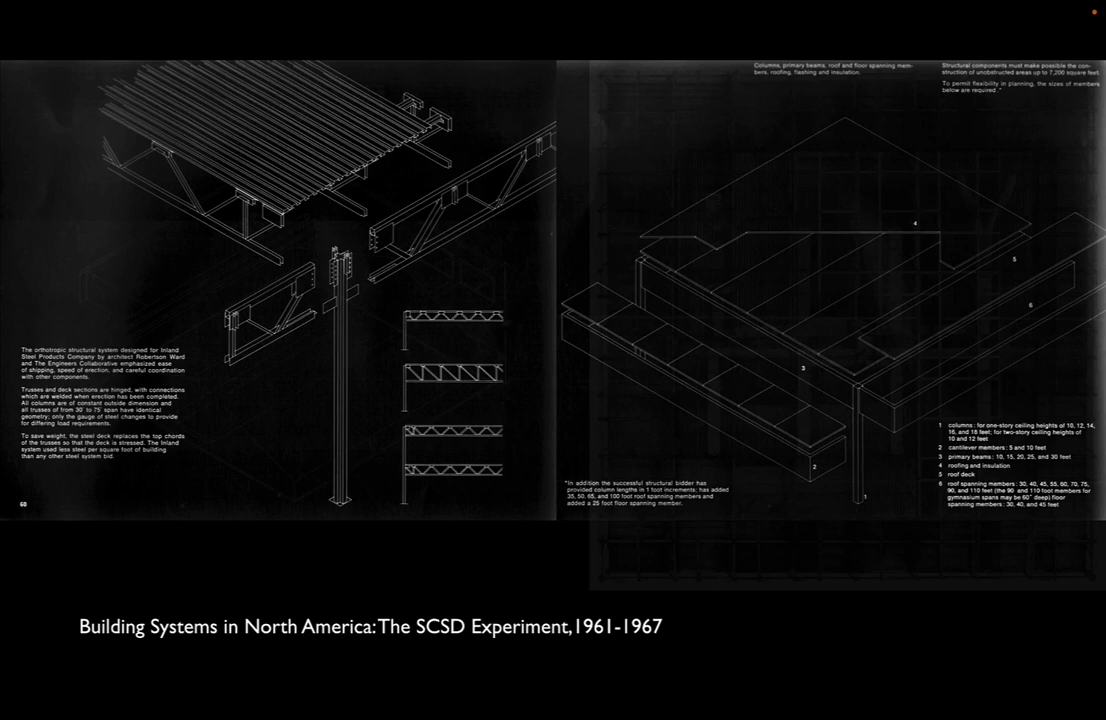 Columns, primary beams, roof and floor spanning mem-
bers, roofing, flashing and insulation.
Structural components must make possible the con-
struction of unobstructed areas up to 7,200 square feet.
To permit flexibility in planning, the sizes of members
below are required.*
4
5
6
3
2
1
The orthotropic structural system designed for Inland
Steel Products Company by architect Robertson Ward
and The Engineers Collaborative emphasized ease
of shipping, speed of erection, and careful coordination
with other components.
Trusses and deck sections are hinged, with connections
which are welded when erection has been completed.
All columns are of constant outside dimension and
all trusses of from 30' to 75' span have identical
geometry; only the gauge of steel changes to provide
for differing load requirements.
To save weight, the steel deck replaces the top chords
of the trusses so that the deck is stressed. The Inland
system used less steel per square foot of building
than any other steel system bid.
60
*In addition the successful structural bidder has
provided column lengths in 1 foot increments; has added
35, 50, 65, and 100 foot roof spanning members and
added a 25 foot floor spanning member.
1 columns: for one-story ceiling heights of 10, 12, 14,
16, and 18 feet; for two-story ceiling heights of
10 and 12 feet
2 cantilever members: 5 and 10 feet
3 primary beams: 10, 15, 20, 25, and 30 feet
4 roofing and insulation
5 roof deck
6 roof spanning members: 30, 40, 45, 55, 60, 70, 75,
90, and 110 feet (the 90 and 110 foot members for
gymnasium spans may be 60" deep) floor
spanning members: 30, 40, and 45 feet
Building Systems in North America: The SCSD Experiment, 1961-1967